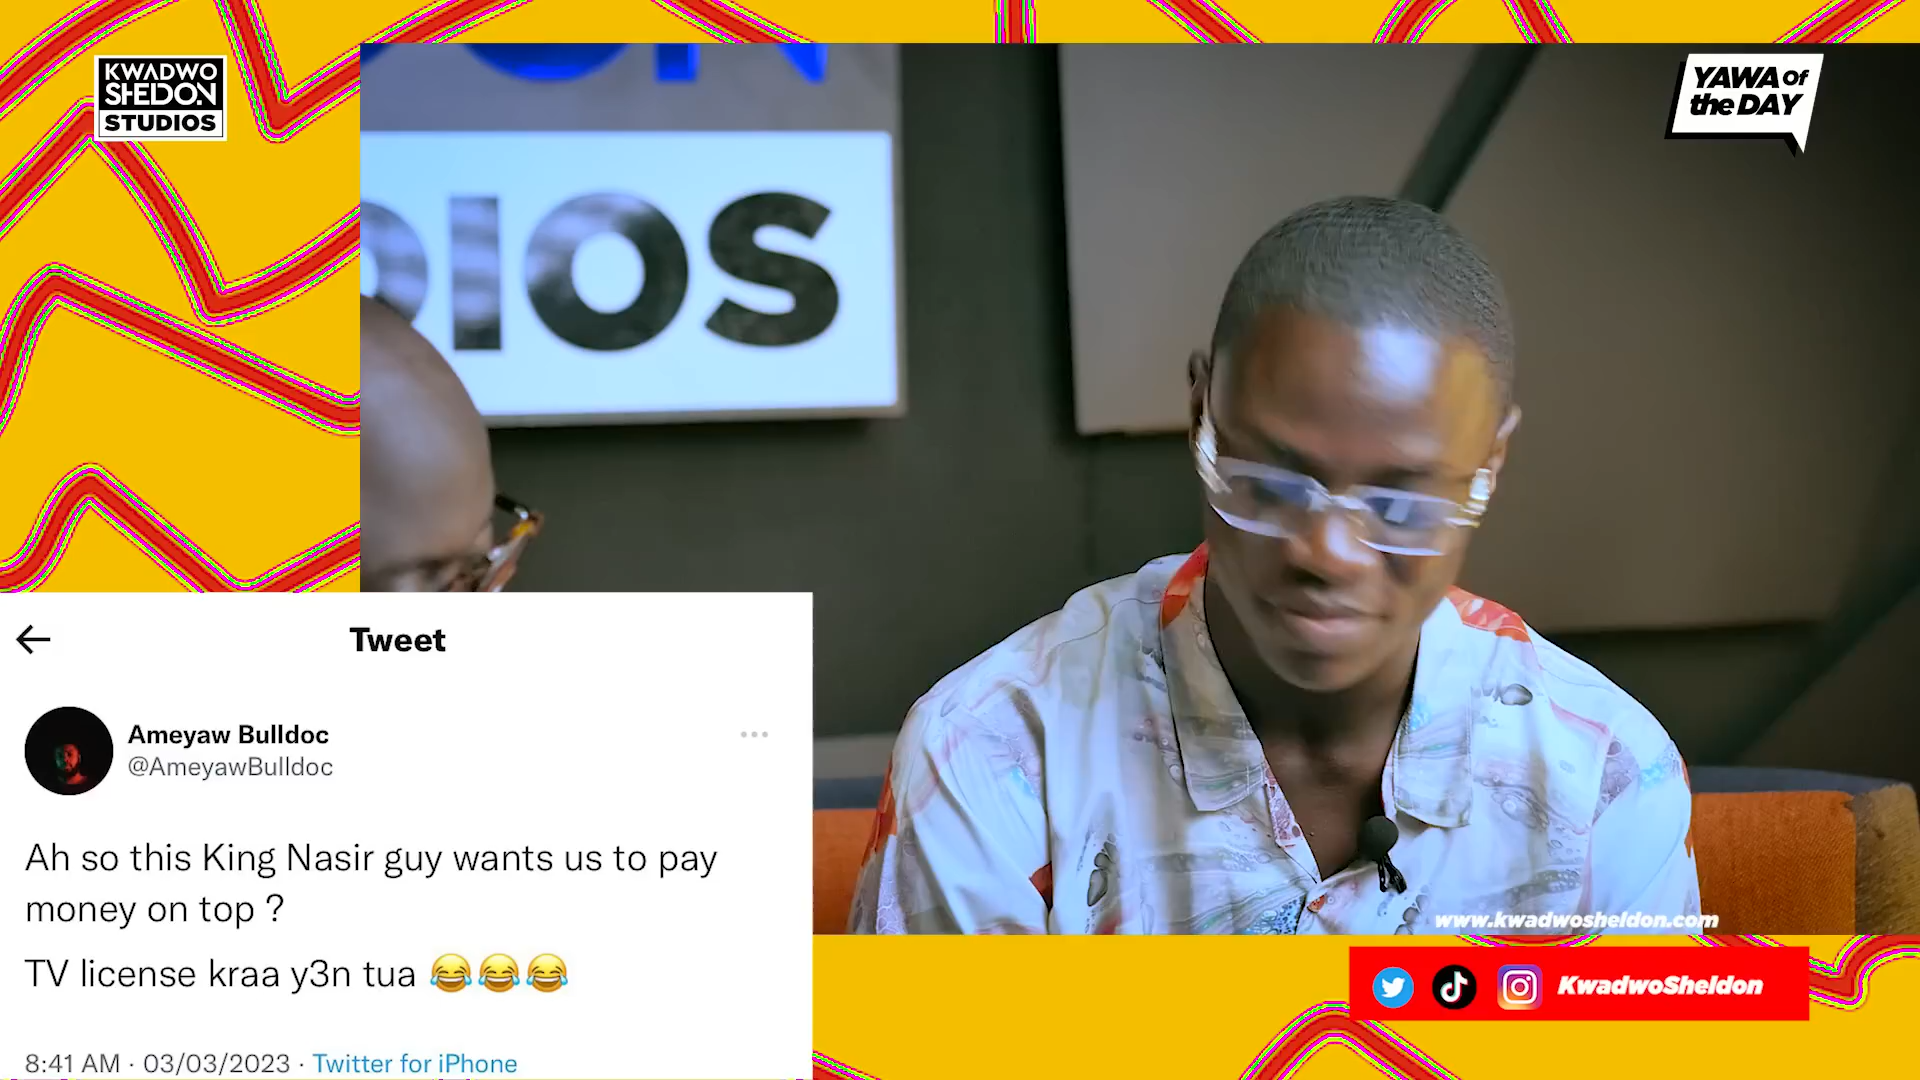 KWADWO
SHELDON
STUDIOS
YAWA of
the DAY
DIOS
Tweet
Ameyaw Bulldoc
@AmeyawBulldoc
Ah so this King Nasir guy wants us to pay
money on top ?
TV license kraa y3n tua 😂😂😂
8:41 AM · 03/03/2023 · Twitter for iPhone
www.kwadwosheldon.com
KwadwoSheldon